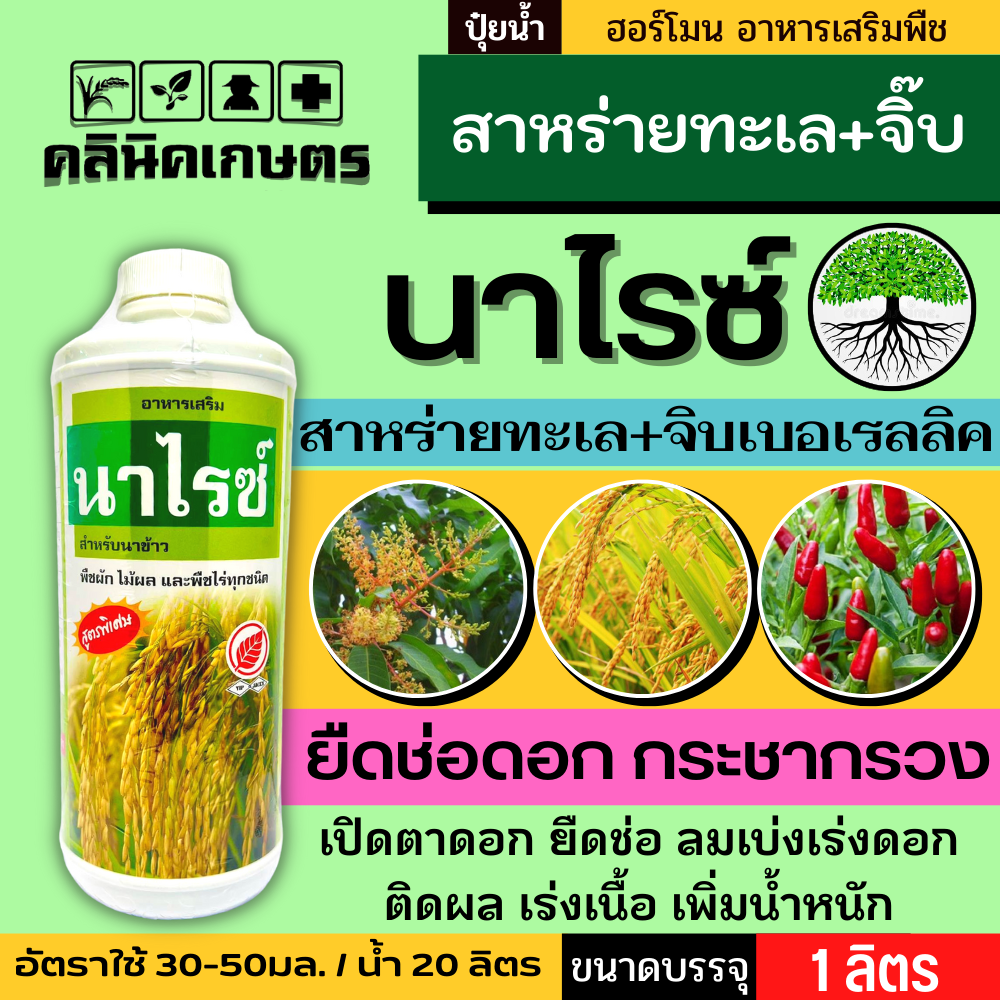 ปุ๋ยน้ำ
ฮอร์โมน อาหารเสริมพืช
สาหร่ายทะเล+จิ๊บ
คลินิคเกษตร
นาไรซ์
สาหร่ายทะเล+จิบเบอเรลลิค
อาหารเสริม
นาไรซ์
สำหรับนาข้าว
พืชผัก ไม้ผล และพืชไร่ทุกชนิด
สูตรพิเศษ
ยืดช่อดอก กระชากรวง
เปิดตาดอก ยืดช่อ ลมเบ่งเร่งดอก
ติดผล เร่งเนื้อ เพิ่มน้ำหนัก
อัตราใช้ 30-50มล. / น้ำ 20 ลิตร
ขนาดบรรจุ
1 ลิตร